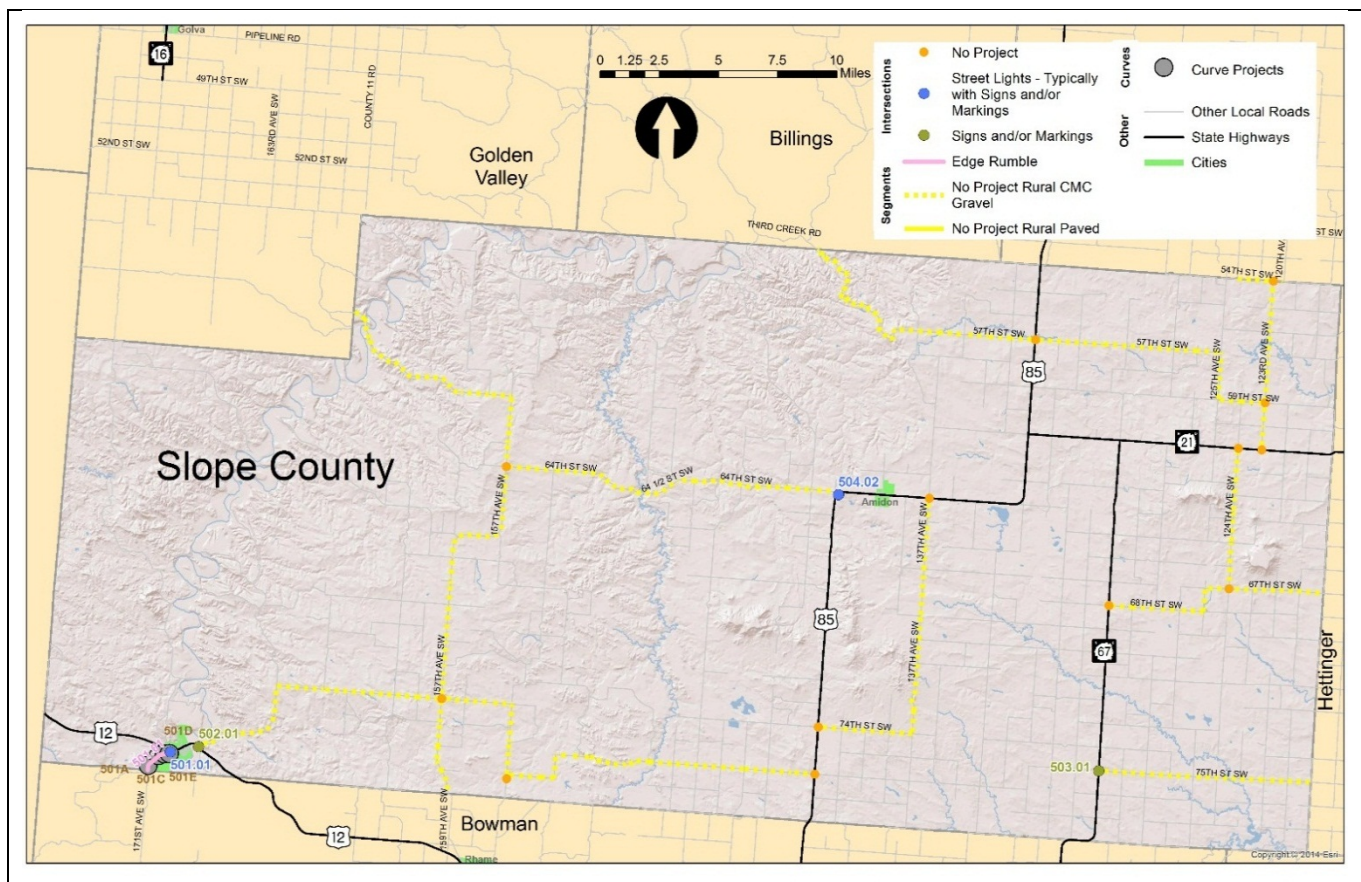 Golva
16
PIPELINE RD
49TH ST SW
163RD AVE SW
COUNTY 11 RD
52ND ST SW
52ND ST SW
0 1.25 2.5 5 7.5 10
Miles
Golden
Valley
Billings
THIRD CREEK RD
Intersections
No Project
Street Lights - Typically
with Signs and/or
Markings
Signs and/or Markings
Segments
Edge Rumble
No Project Rural CMC
Gravel
No Project Rural Paved
Curves
Curve Projects
Other
Other Local Roads
State Highways
Cities
ST SW
120TH AV
54TH ST SW
57TH ST SW
57TH ST SW
85
125TH AVE SW
123RD AVE SW
59TH ST SW
21
Slope County
64TH ST SW
64 1/2 ST SW
64TH ST SW
504.02
Amidon
157TH AVE SW
137TH AVE SW
124TH AVE SW
67TH ST SW
68TH ST SW
85
67
Hettinger
157TH AVE SW
137TH AVE SW
74TH ST SW
12
501D
502.01
501.01
501A
501C
501E
503.01
75TH ST SW
171ST AVE SW
12
759TH AVE SW
Bowman
Rhame
Copyright © 2014 Esri